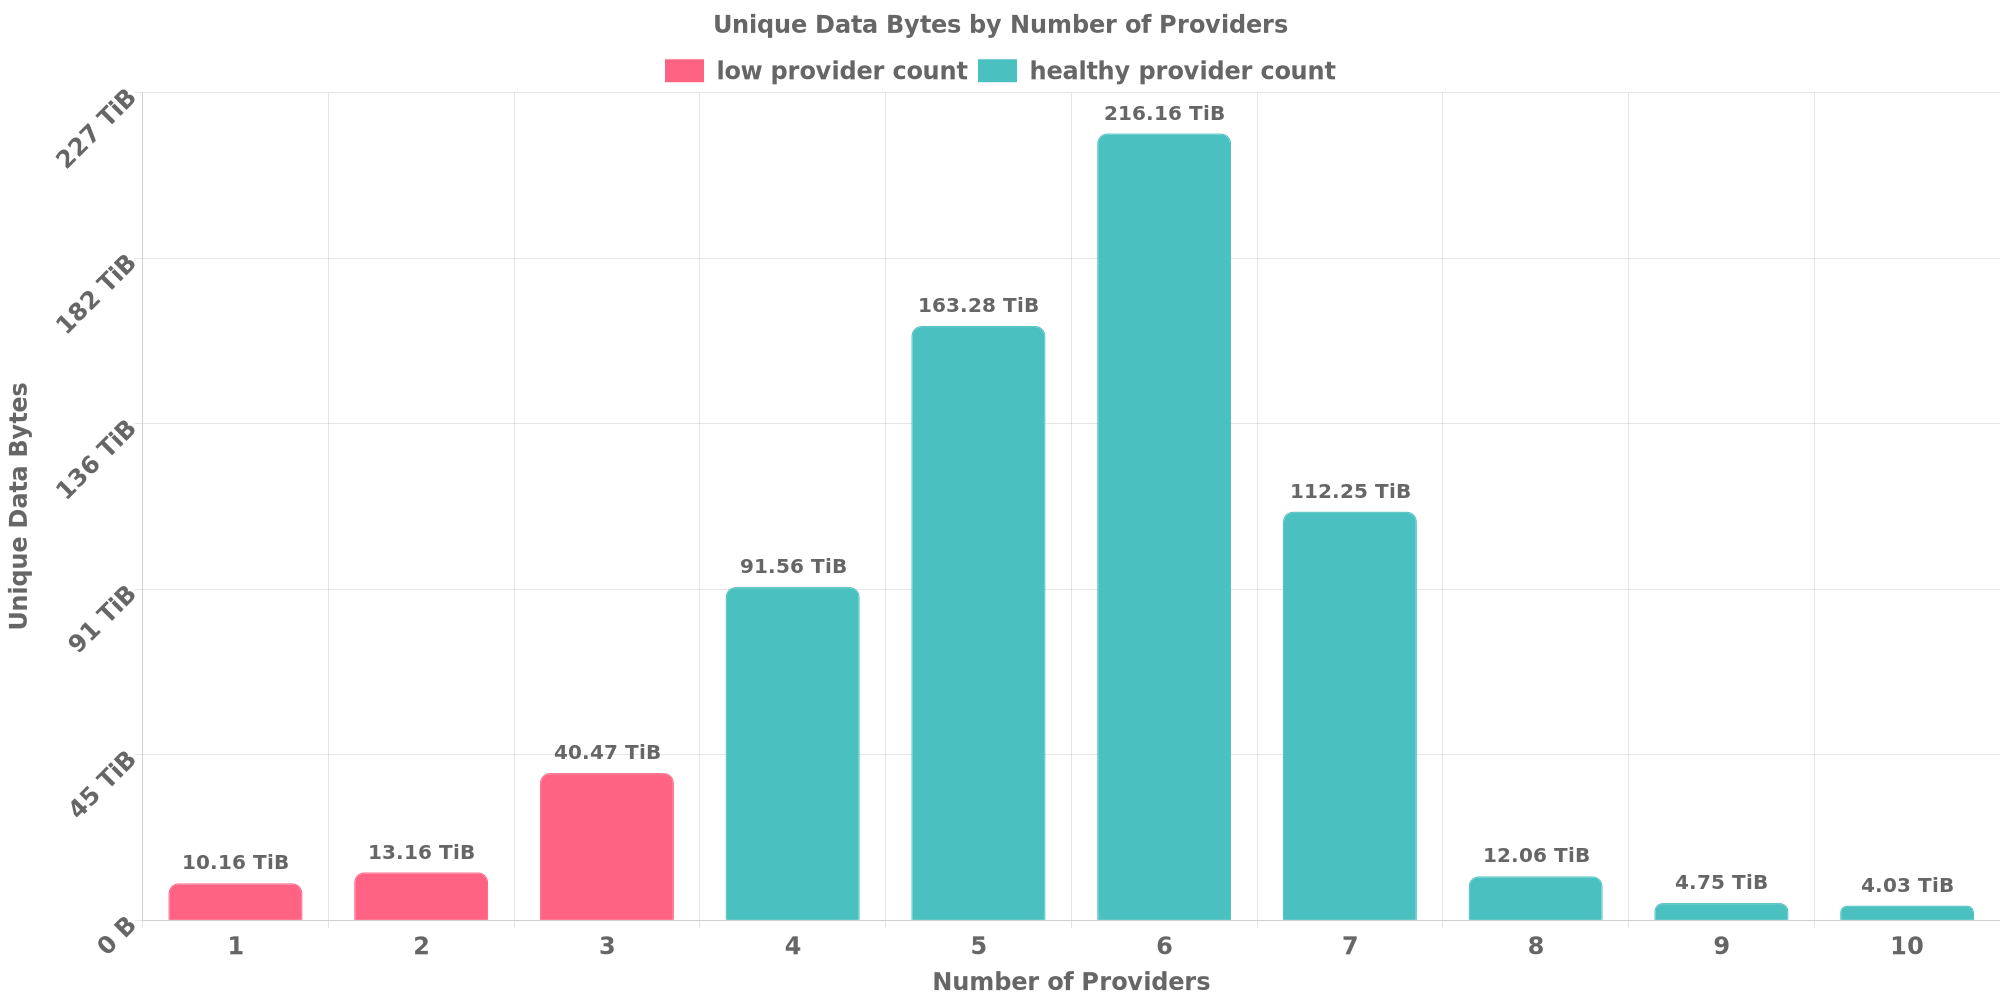 Unique Data Bytes by Number of Providers
low provider count healthy provider count
227 TiB
182 TiB
136 TiB
91 TiB
45 TiB
0 B
Unique Data Bytes
10.16 TiB
13.16 TiB
40.47 TiB
91.56 TiB
163.28 TiB
216.16 TiB
112.25 TiB
12.06 TiB
4.75 TiB
4.03 TiB
1 2 3 4 5 6 7 8 9 10
Number of Providers